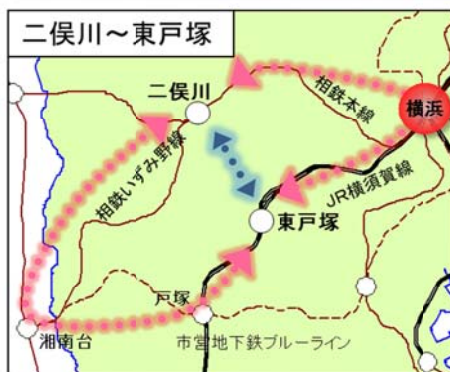 二俣川～東戸塚
二俣川
相鉄本線
横浜
相鉄いずみ野線
JR横須賀線
東戸塚
戸塚
湘南台
市営地下鉄ブルーライン